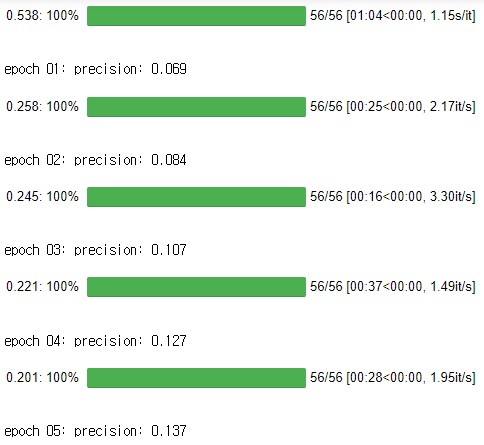 0.538: 100% 56/56 [01:04<00:00, 1.15s/it]
epoch 01: precision: 0.069
0.258: 100% 56/56 [00:25<00:00, 2.17it/s]
epoch 02: precision: 0.084
0.245: 100% 56/56 [00:16<00:00, 3.30it/s]
epoch 03: precision: 0.107
0.221: 100% 56/56 [00:37<00:00, 1.49it/s]
epoch 04: precision: 0.127
0.201: 100% 56/56 [00:28<00:00, 1.95it/s]
epoch 05: precision: 0.137